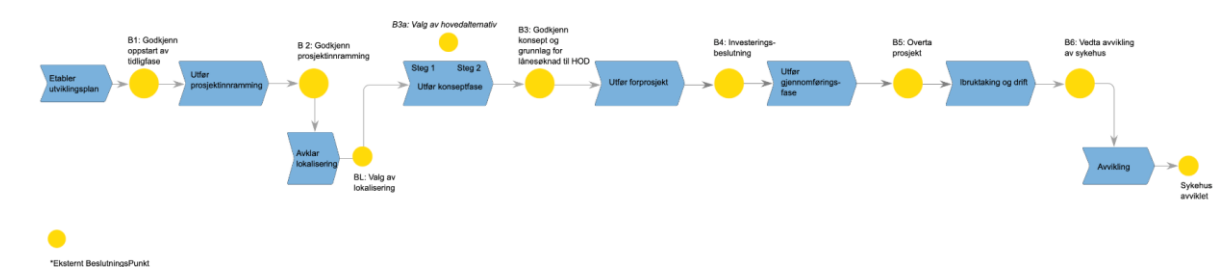 Etabler
utviklingsplan
B1: Godkjenn
oppstart av
tidligfase
Utfør
prosjektinnramming
B 2: Godkjenn
prosjektinnramming
Avklar
lokalisering
BL: Valg av
lokalisering
B3a: Valg av hovedalternativ
Steg 1 Steg 2
Utfør konseptfase
B3: Godkjenn
konsept og
grunnlag for
lånesøknad til HOD
Utfør forprosjekt
B4: Investerings-
beslutning
Utfør
gjennomførings-
fase
B5: Overta
prosjekt
Ibruktaking og drift
B6: Vedta avvikling
av sykehus
Avvikling
Sykehus
avviklet
*Eksternt BeslutningsPunkt